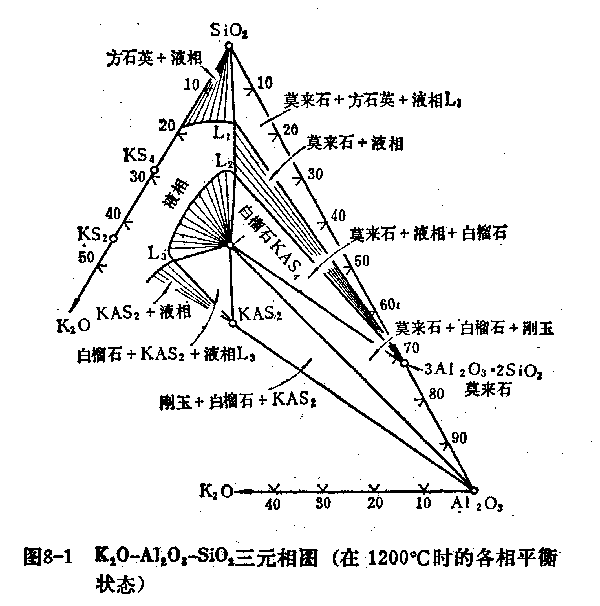 SiO₂
方石英+液相
10
10
莫来石+方石英+液相L₃
20
20
L₁
莫来石+液相
KS₄
30
L₂
30
液相
40
白榴石KAS₄
40
莫来石+液相+白榴石
KS₂
50
L₃
50
60
K₂O
KAS₂+液相
KAS₂
莫来石+白榴石+刚玉
70
白榴石+KAS₂+液相L₃
3Al₂O₃·2SiO₂
莫来石
80
刚玉+白榴石+KAS₂
90
K₂O
40
30
20
10
Al₂O₃
图8-1 K₂O-Al₂O₃-SiO₂三元相图(在1200°C时的各相平衡
状态)